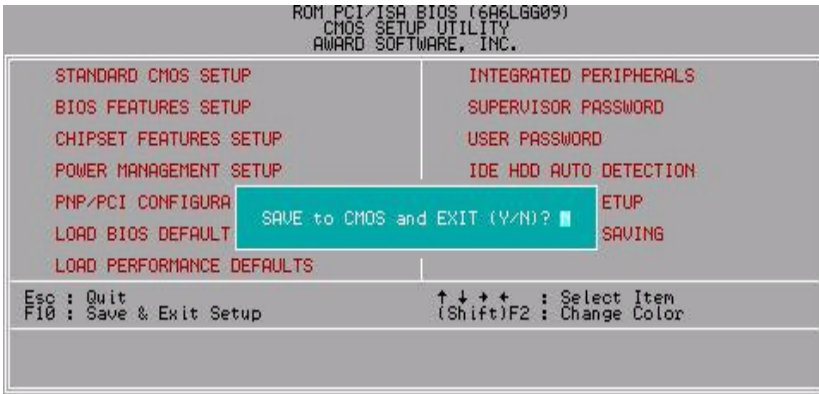 ROM PCI/ISA BIOS (6A6LGG09)
CMOS SETUP UTILITY
AWARD SOFTWARE, INC.
STANDARD CMOS SETUP
BIOS FEATURES SETUP
CHIPSET FEATURES SETUP
POWER MANAGEMENT SETUP
PNP/PCI CONFIGURA
LOAD BIOS DEFAULT
LOAD PERFORMANCE DEFAULTS
INTEGRATED PERIPHERALS
SUPERVISOR PASSWORD
USER PASSWORD
IDE HDD AUTO DETECTION
ETUP
SAVING
SAVE to CMOS and EXIT (Y/N)?
Esc : Quit
F10 : Save & Exit Setup
↑ ↓ → ← : Select Item
(Shift)F2 : Change Color